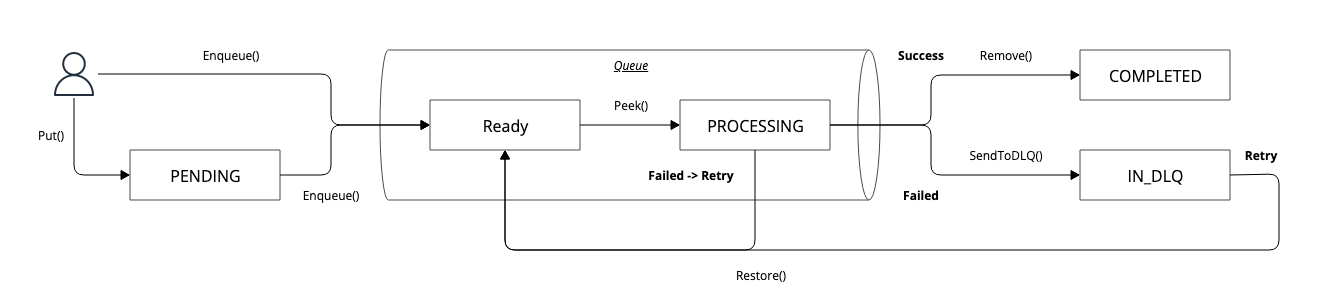 Enqueue()
Queue
Success
Remove()
COMPLETED
Put()
Ready
Peek()
PROCESSING
PENDING
Enqueue()
Failed -> Retry
SendToDLQ()
Retry
IN_DLQ
Failed
Restore()